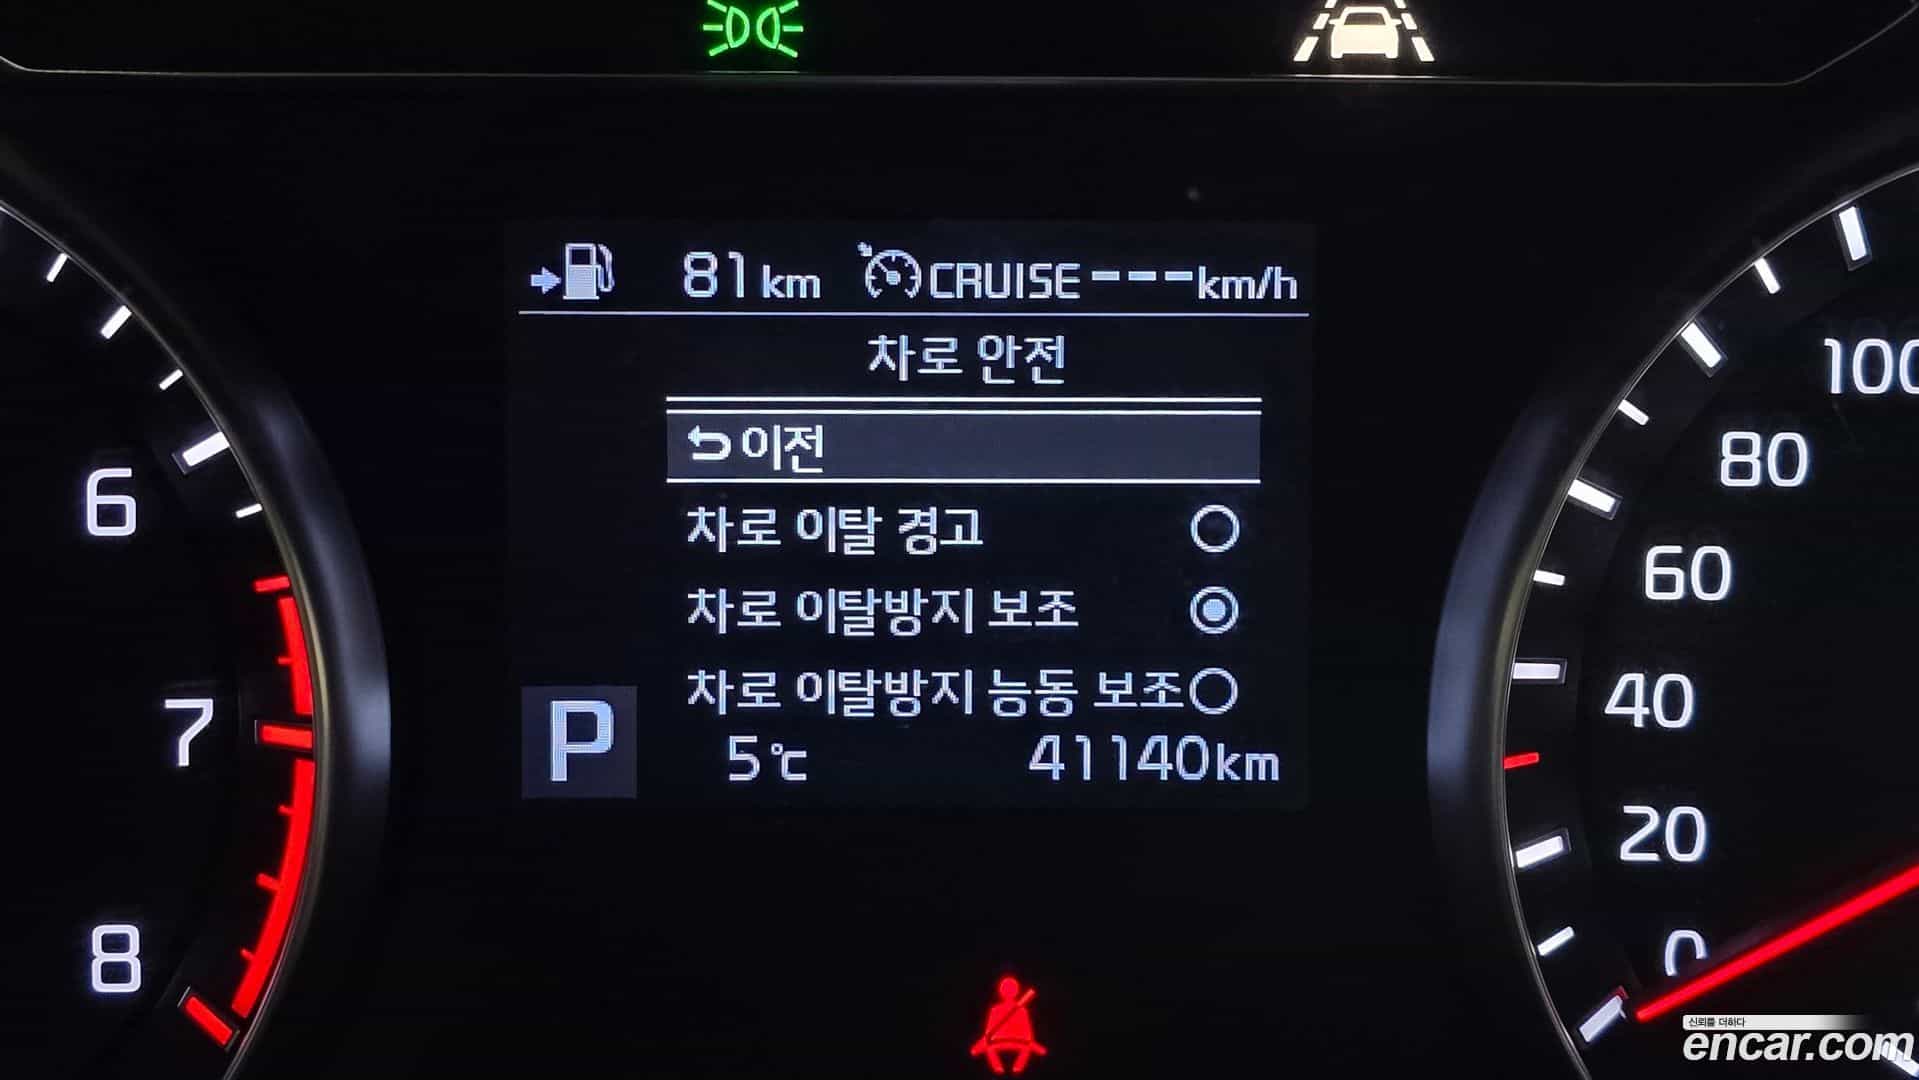 81km CRUISE---km/h
차로 안전
이전
차로 이탈 경고
차로 이탈방지 보조
차로 이탈방지 능동 보조
P 5℃ 41140km
6
7
8
100
80
60
40
20
0
신뢰를 더하다
encar.com